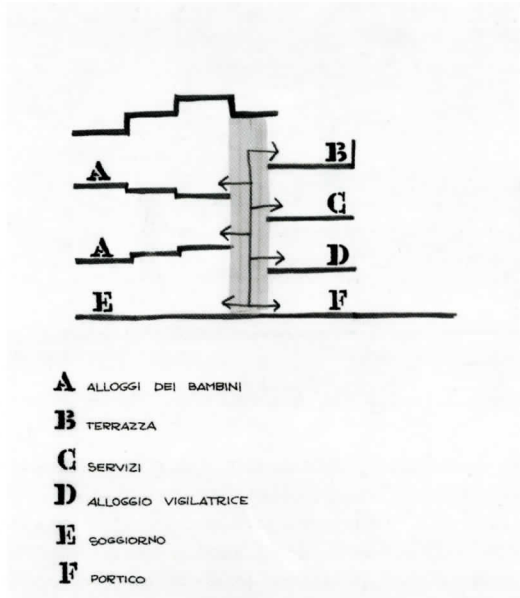 B
A
C
A
D
E F
A ALLOGGI DEI BAMBINI
B TERRAZZA
C SERVIZI
D ALLOGGIO VIGILATRICE
E SOGGIORNO
F PORTICO